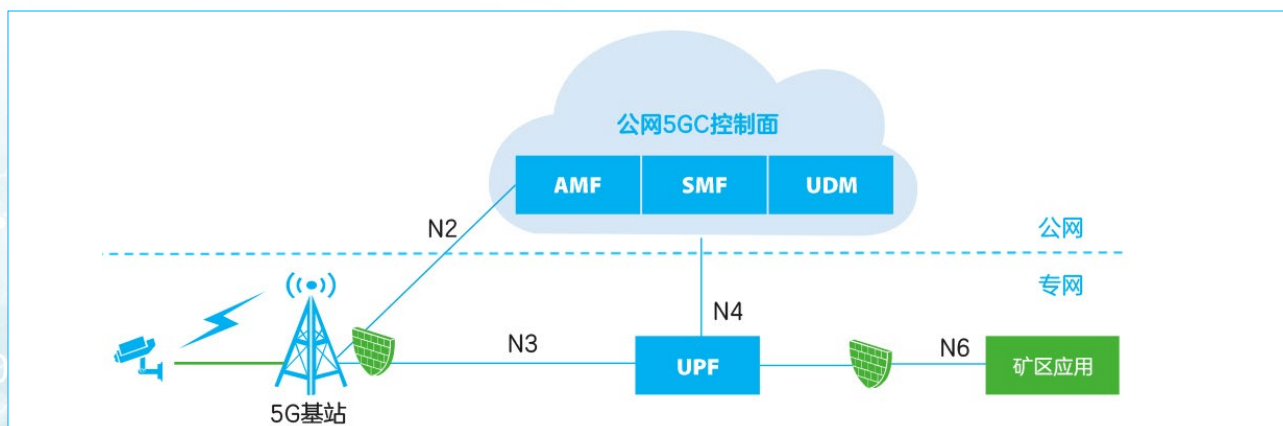 公网5GC控制面
AMF SMF UDM
N2
公网
专网
N4
N3
N6
UPF
矿区应用
5G基站